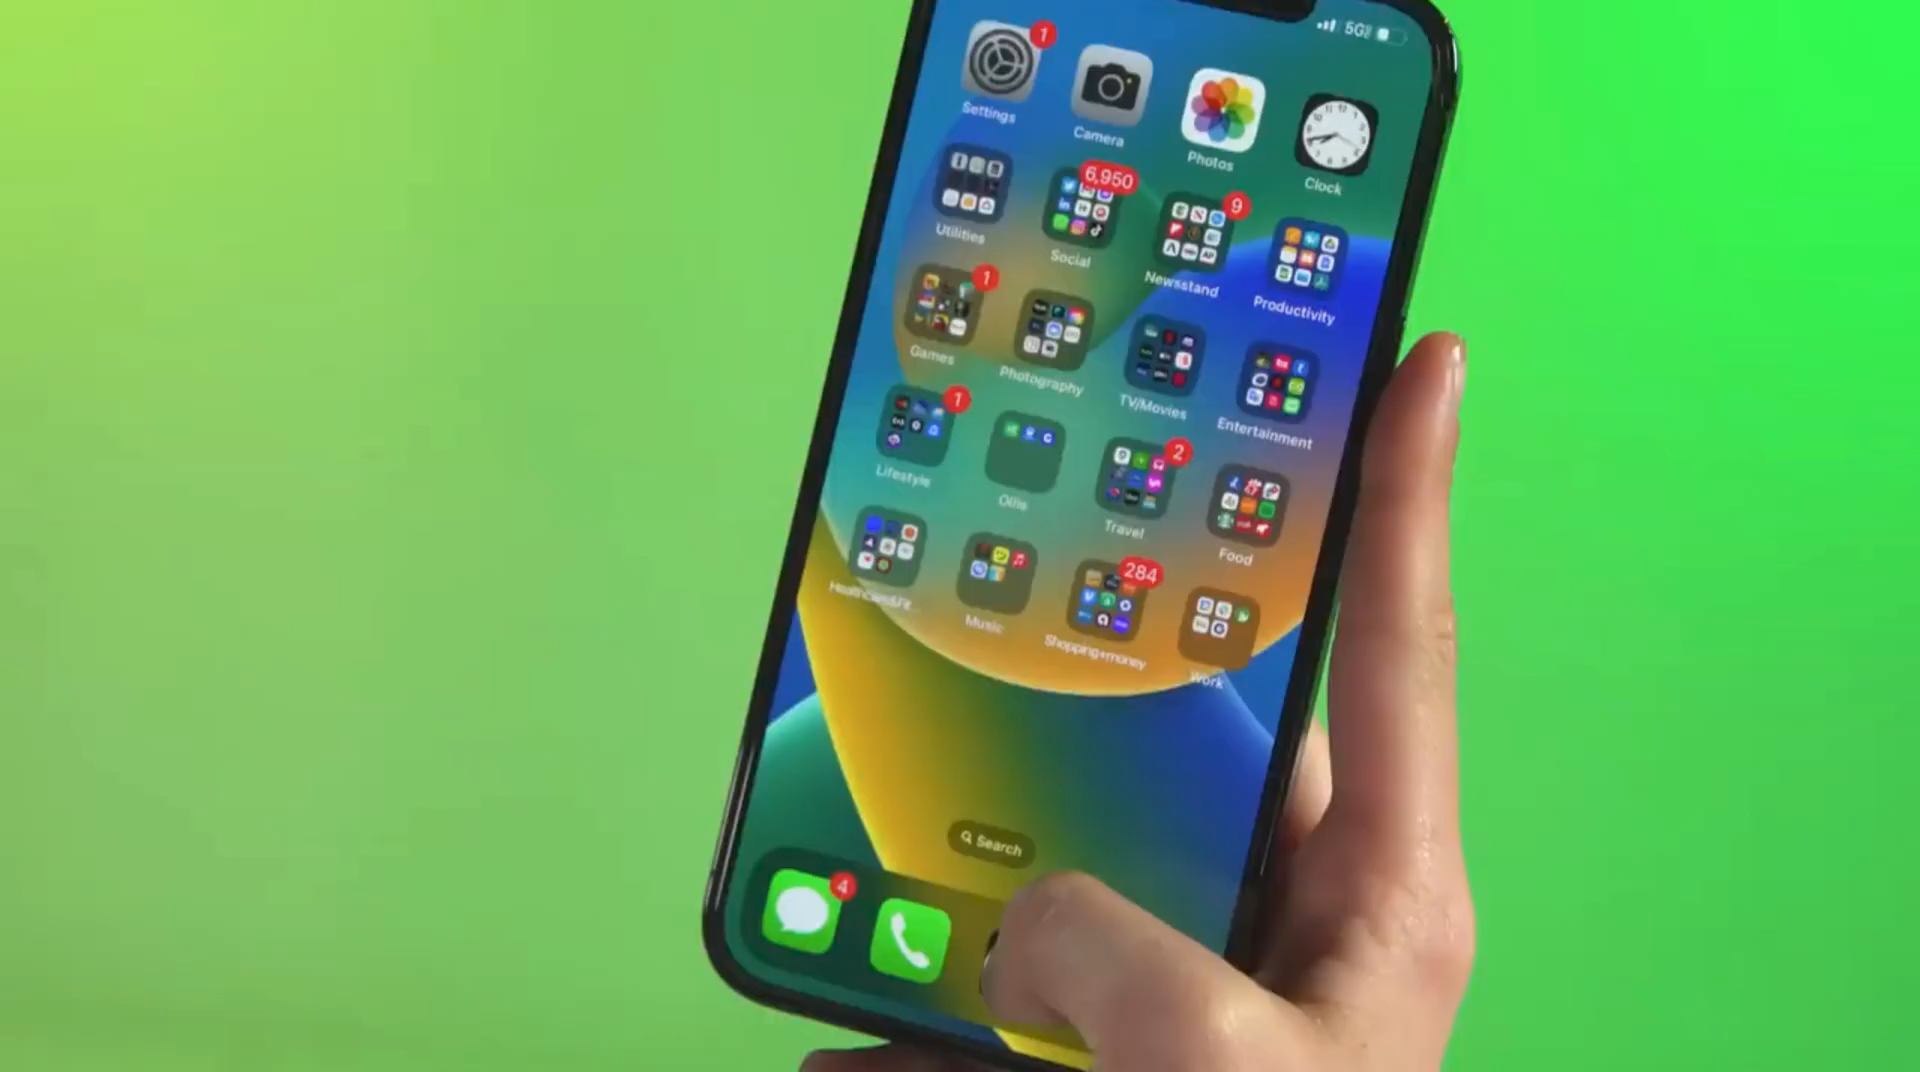 5G
1
Settings
Camera
Photos
Clock
6,950
9
Utilities
Social
Newsstand
Productivity
1
Games
Photography
TV/Movies
Entertainment
1
2
Lifestyle
Ollie
Travel
Food
284
Music
Shopping+money
Work
Search
4